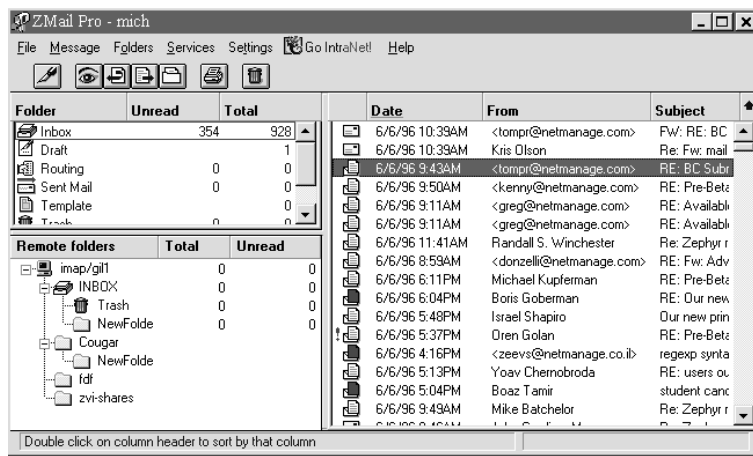 ZMail Pro - mich
File Message Folders Services Settings Go IntraNet! Help
Folder Unread Total
Inbox 354 928
Draft 1
Routing 0 0
Sent Mail 0 0
Template 0
Trash 0 0
Remote folders Total Unread
imap/gil1 0 0
INBOX 0 0
Trash 0 0
NewFolde 0 0
Cougar
NewFolde
fdf
zvi-shares
Date From Subject
6/6/96 10:39AM <tompr@netmanage.com> FW: RE: BC
6/6/96 10:39AM Kris Olson Re: Fw: mail
6/6/96 9:43AM <tompr@netmanage.com> RE: BC Subr
6/6/96 9:50AM <kenny@netmanage.com> RE: Pre-Beta
6/6/96 9:11AM <greg@netmanage.com> RE: Availabl
6/6/96 9:11AM <greg@netmanage.com> RE: Availabl
6/6/96 11:41AM Randall S. Winchester Re: Zephyr r
6/6/96 8:59AM <donzelli@netmanage.com> RE: Fw: Adv
6/6/96 6:11PM Michael Kupferman RE: Pre-Beta
6/6/96 6:04PM Boris Goberman RE: Our new
6/6/96 5:48PM Israel Shapiro Our new prin
6/6/96 5:37PM Oren Golan RE: Pre-Beta
6/6/96 4:16PM <zeevs@netmanage.co.il> regexp synta
6/6/96 5:13PM Yoav Chernobroda RE: users ou
6/6/96 5:04PM Boaz Tamir student canc
6/6/96 9:49AM Mike Batchelor Re: Zephyr r
Double click on column header to sort by that column